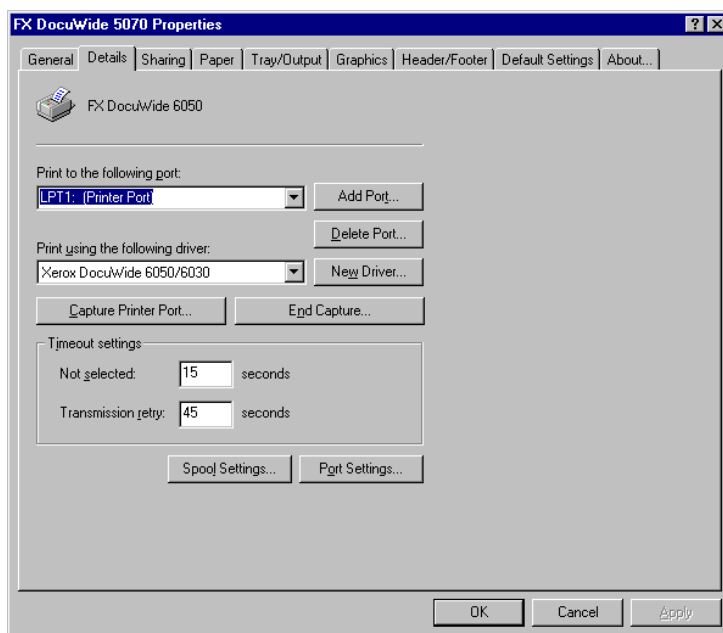 FX DocuWide 5070 Properties
General Details Sharing Paper Tray/Output Graphics Header/Footer Default Settings About...
FX DocuWide 6050
Print to the following port:
LPT1: (Printer Port) Add Port...
Delete Port...
Print using the following driver:
Xerox DocuWide 6050/6030 New Driver...
Capture Printer Port... End Capture...
Timeout settings
Not selected: 15 seconds
Transmission retry: 45 seconds
Spool Settings... Port Settings...
OK Cancel Apply